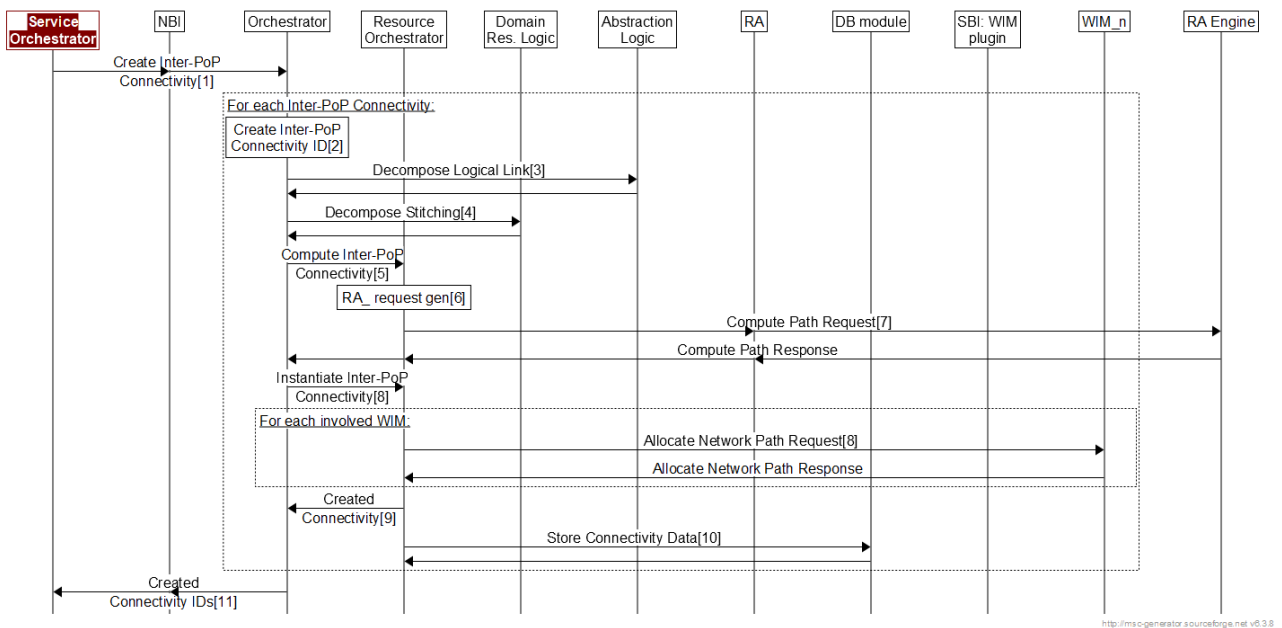 Service
Orchestrator
NBI
Orchestrator
Resource
Orchestrator
Domain
Res. Logic
Abstraction
Logic
RA
DB module
SBI: WIM
plugin
WIM_n
RA Engine
Create Inter-PoP
Connectivity[1]
For each Inter-PoP Connectivity:
Create Inter-PoP
Connectivity ID[2]
Decompose Logical Link[3]
Decompose Stitching[4]
Compute Inter-PoP
Connectivity[5]
RA_ request gen[6]
Compute Path Request[7]
Compute Path Response
Instantiate Inter-PoP
Connectivity[8]
For each involved WIM:
Allocate Network Path Request[8]
Allocate Network Path Response
Created
Connectivity[9]
Store Connectivity Data[10]
Created
Connectivity IDs[11]
http://msc-generator.sourceforge.net v6.3.8